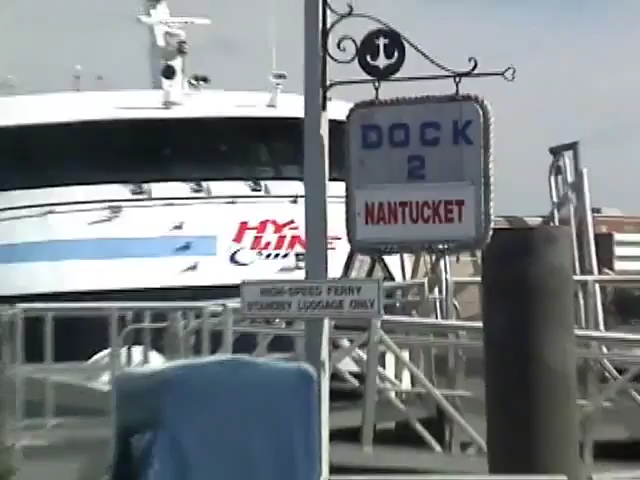 DOCK
2
NANTUCKET
HY-
LINE
HIGH-SPEED FERRY
STANDBY LUGGAGE ONLY